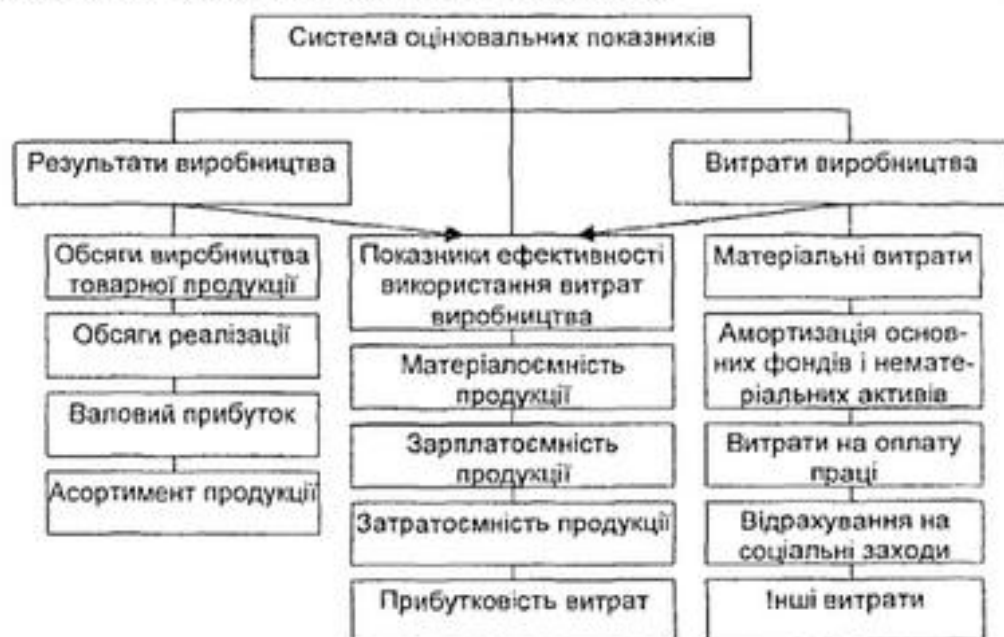 Система оцінювальних показників
Результати виробництва
Витрати виробництва
Обсяги виробництва
товарної продукції
Обсяги реалізації
Валовий прибуток
Асортимент продукції
Показники ефективності
використання витрат
виробництва
Матеріалоємність
продукції
Зарплатоємність
продукції
Затратоємність продукції
Прибутковість витрат
Матеріальні витрати
Амортизація основ-
них фондів і немате-
ріальних активів
Витрати на оплату
праці
Відрахування на
соціальні заходи
Інші витрати